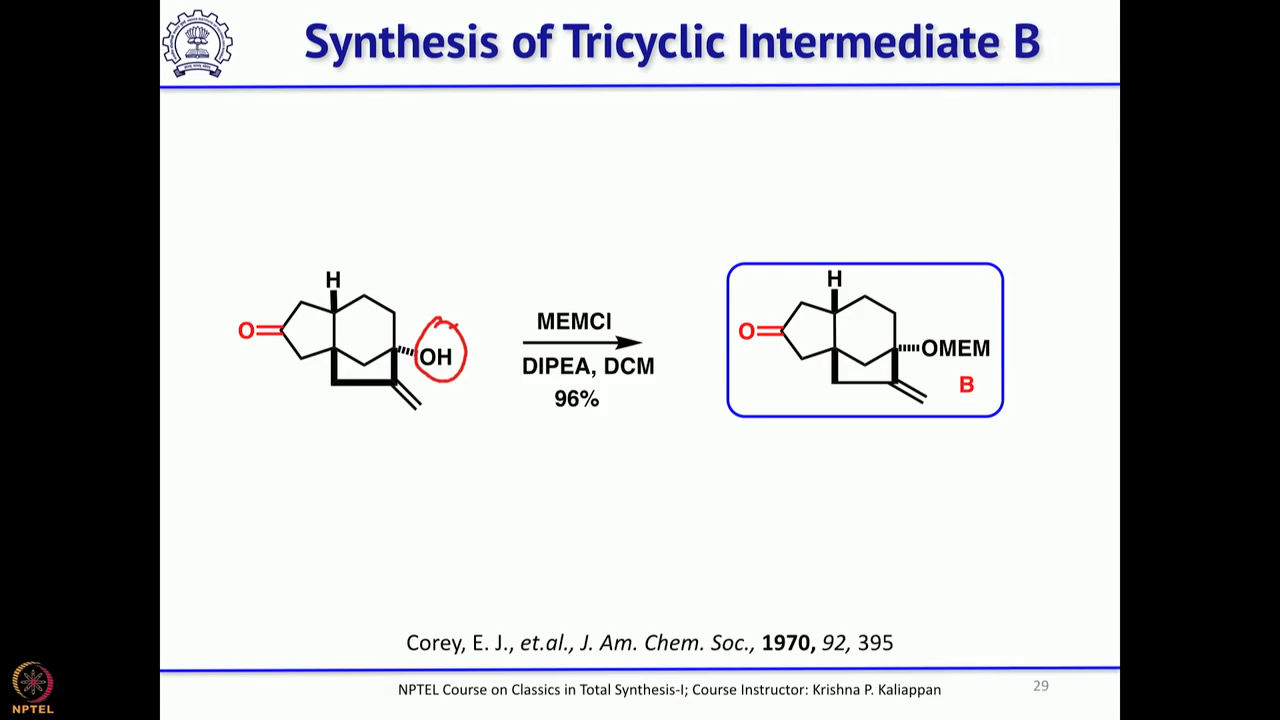 Synthesis of Tricyclic Intermediate B
H
O
OH
MEMCl
DIPEA, DCM
96%
H
O
OMEM
B
Corey, E. J., et.al., J. Am. Chem. Soc., 1970, 92, 395
NPTEL Course on Classics in Total Synthesis-I; Course Instructor: Krishna P. Kaliappan
29
NPTEL